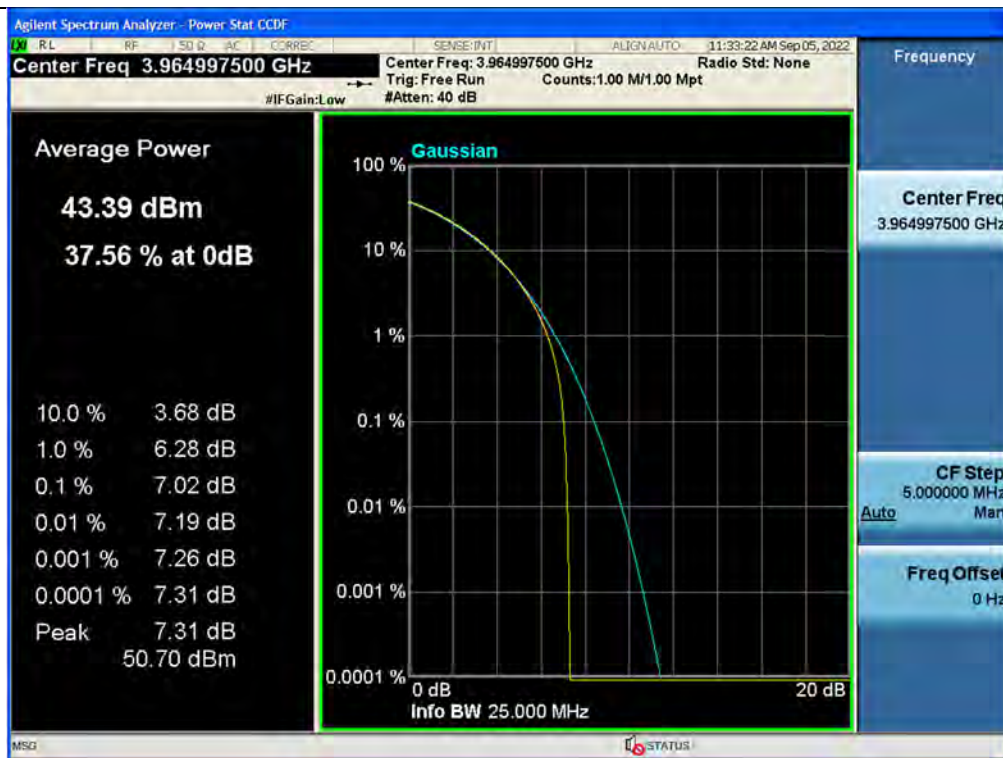 Agilent Spectrum Analyzer - Power Stat CCDF
LXI RL RF 50 Ω AC CORREC SENSE:INT ALIGN AUTO 11:33:22 AM Sep 05, 2022
Center Freq 3.964997500 GHz
Center Freq: 3.964997500 GHz Radio Std: None
Trig: Free Run Counts:1.00 M/1.00 Mpt
#IFGain:Low #Atten: 40 dB
Frequency
Average Power
43.39 dBm
37.56 % at 0dB
10.0 % 3.68 dB
1.0 % 6.28 dB
0.1 % 7.02 dB
0.01 % 7.19 dB
0.001 % 7.26 dB
0.0001 % 7.31 dB
Peak 7.31 dB
50.70 dBm
Gaussian
100 %
10 %
1 %
0.1 %
0.01 %
0.001 %
0.0001 %
0 dB 20 dB
Info BW 25.000 MHz
Center Freq
3.964997500 GHz
CF Step
5.000000 MHz
Auto Man
Freq Offset
0 Hz
MSG STATUS